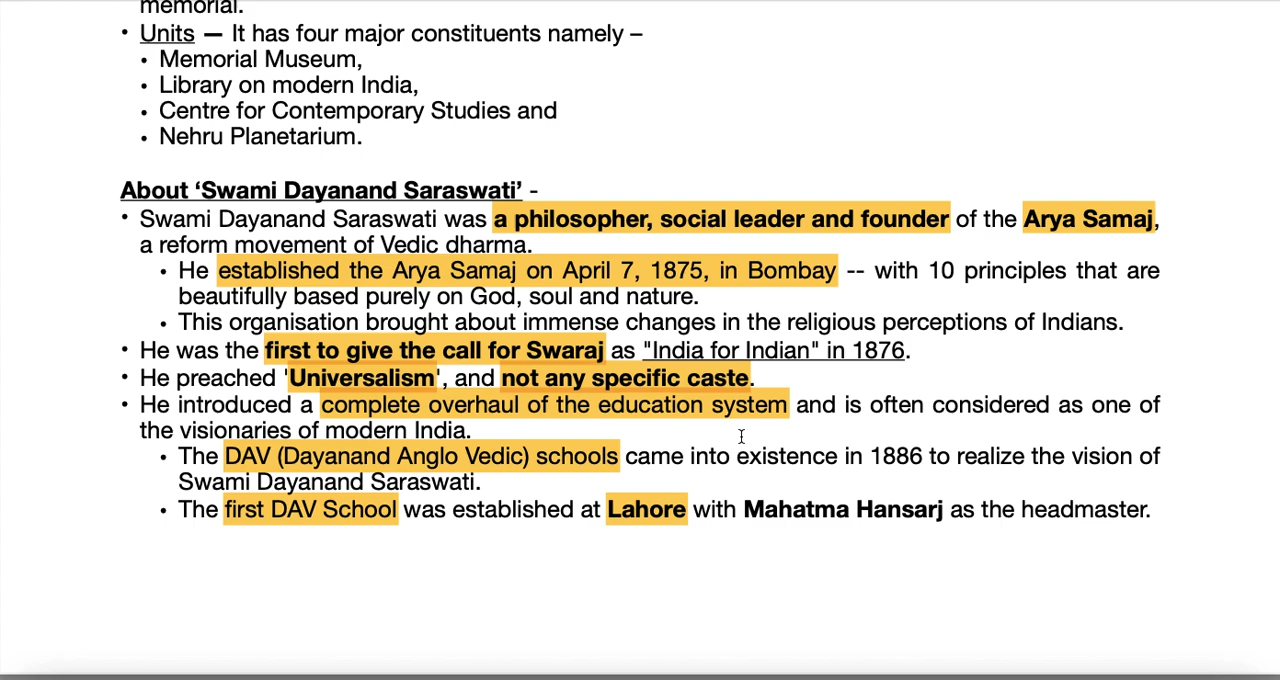 memorial.
• Units — It has four major constituents namely –
• Memorial Museum,
• Library on modern India,
• Centre for Contemporary Studies and
• Nehru Planetarium.
About ‘Swami Dayanand Saraswati’ -
• Swami Dayanand Saraswati was a philosopher, social leader and founder of the Arya Samaj,
a reform movement of Vedic dharma.
• He established the Arya Samaj on April 7, 1875, in Bombay -- with 10 principles that are
beautifully based purely on God, soul and nature.
• This organisation brought about immense changes in the religious perceptions of Indians.
• He was the first to give the call for Swaraj as "India for Indian" in 1876.
• He preached 'Universalism', and not any specific caste.
• He introduced a complete overhaul of the education system and is often considered as one of
the visionaries of modern India.
• The DAV (Dayanand Anglo Vedic) schools came into existence in 1886 to realize the vision of
Swami Dayanand Saraswati.
• The first DAV School was established at Lahore with Mahatma Hansarj as the headmaster.